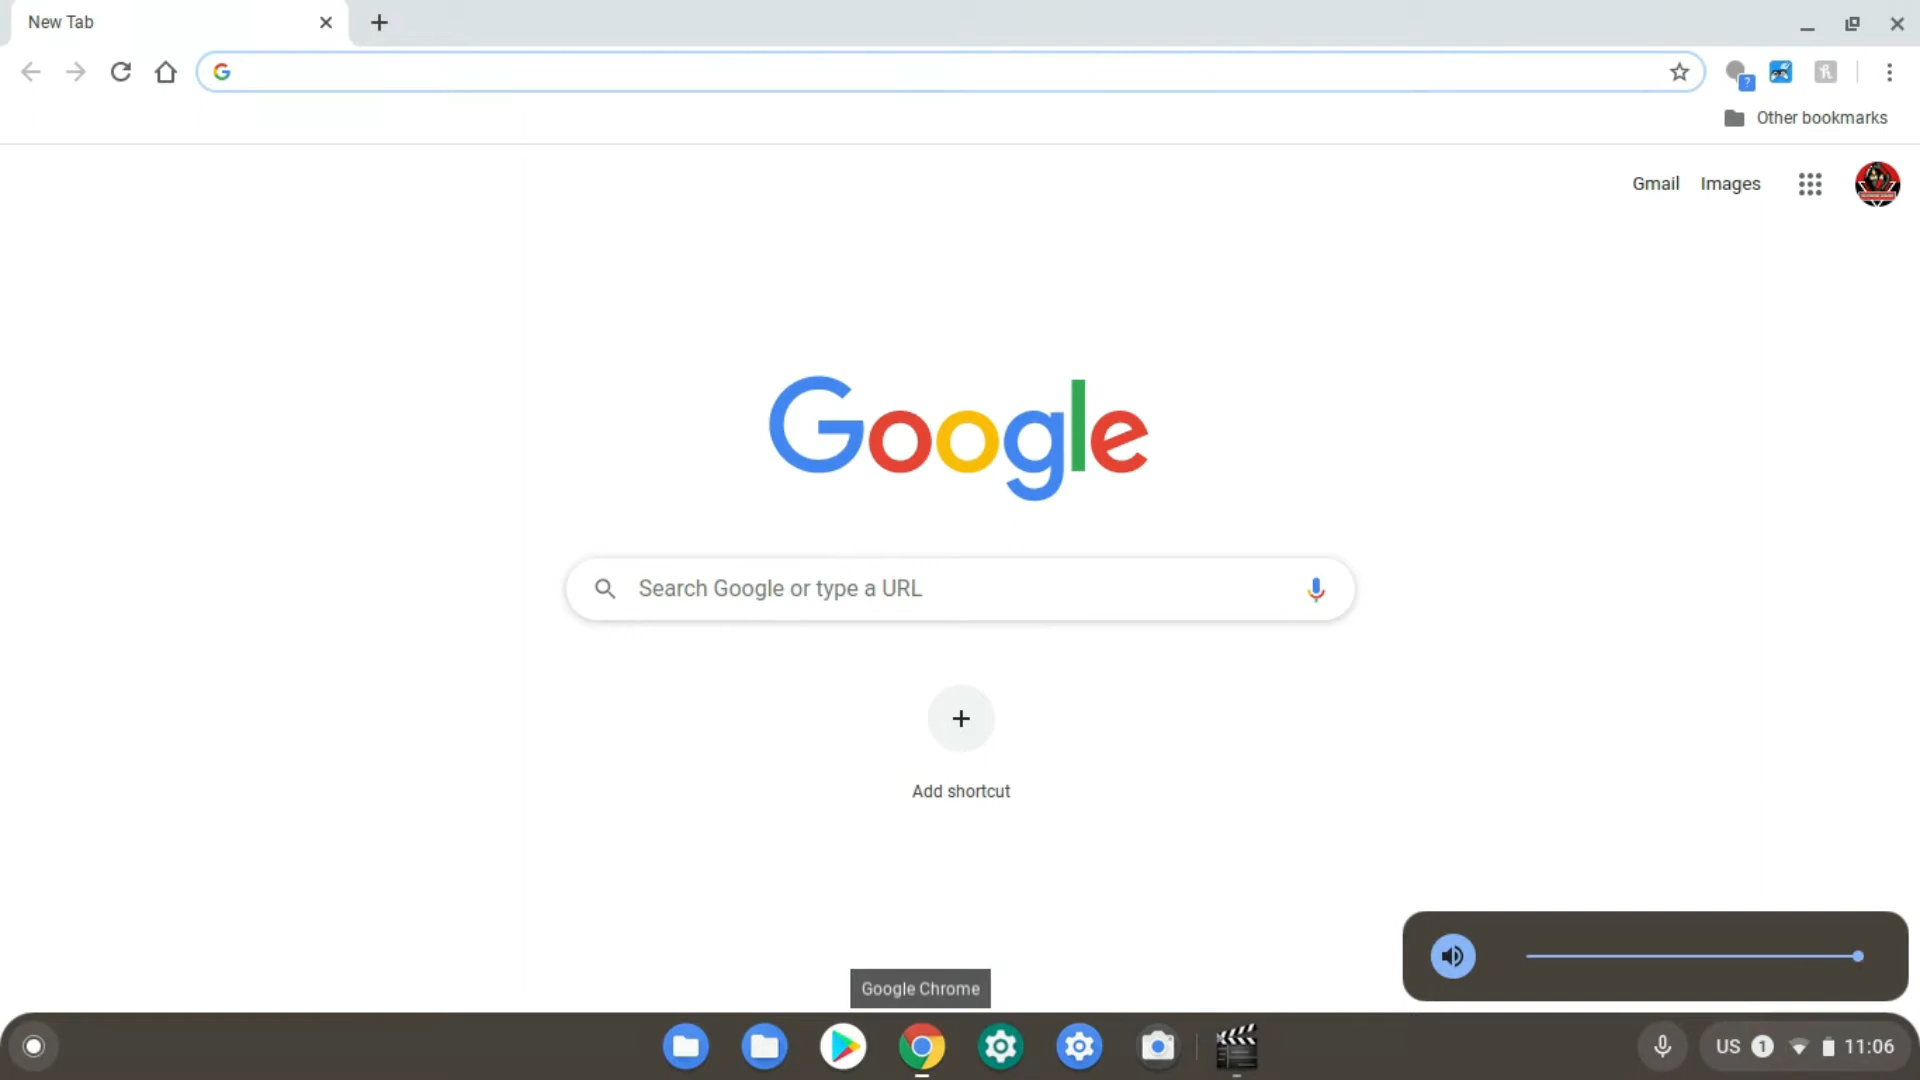 New Tab
Other bookmarks
Gmail Images
Google
Search Google or type a URL
Add shortcut
Google Chrome
US 1 11:06